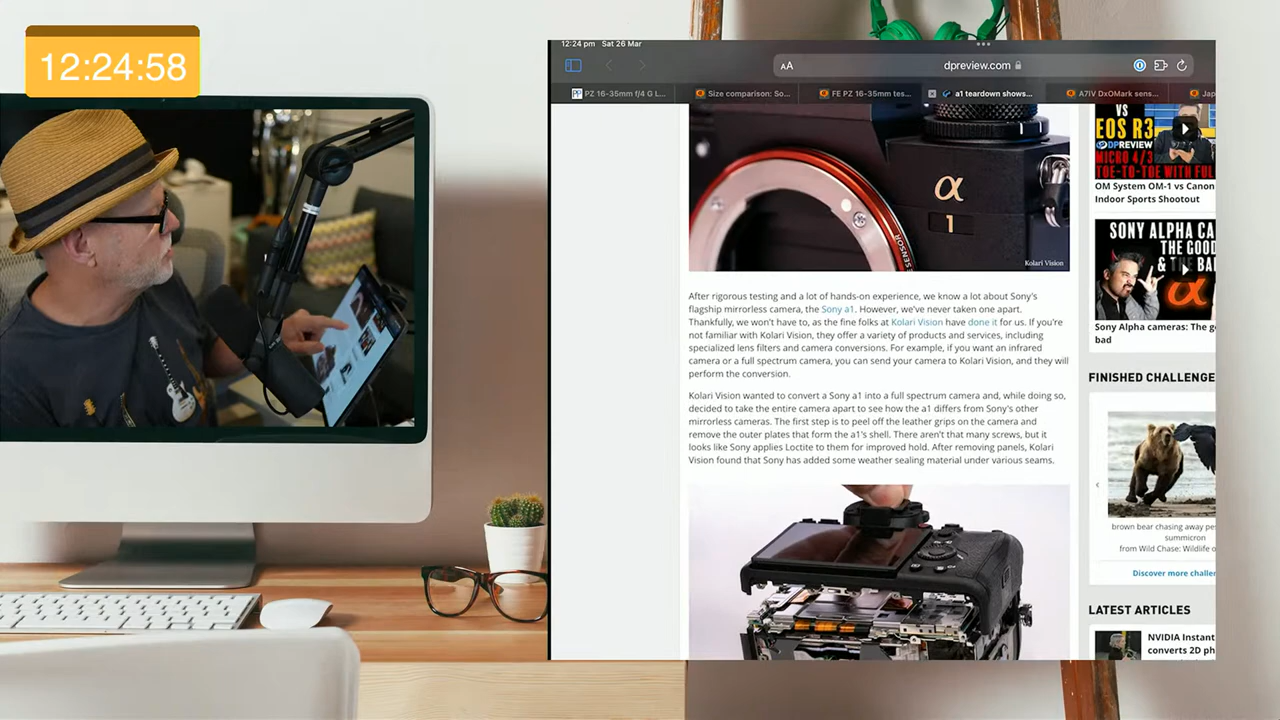 12:24:58
12:24 pm Sat 26 Mar
AA
dpreview.com
PZ 16-35mm f/4 G L...
Size comparison: So...
FE PZ 16-35mm tes...
a1 teardown shows...
A7IV DxOMark sens...
Jap
α
1
SENSOR
Kolari Vision
After rigorous testing and a lot of hands-on experience, we know a lot about Sony's
flagship mirrorless camera, the Sony a1. However, we've never taken one apart.
Thankfully, we won't have to, as the fine folks at Kolari Vision have done it for us. If you're
not familiar with Kolari Vision, they offer a variety of products and services, including
specialized lens filters and camera conversions. For example, if you want an infrared
camera or a full spectrum camera, you can send your camera to Kolari Vision, and they will
perform the conversion.
Kolari Vision wanted to convert a Sony a1 into a full spectrum camera and, while doing so,
decided to take the entire camera apart to see how the a1 differs from Sony's other
mirrorless cameras. The first step is to peel off the leather grips on the camera and
remove the outer plates that form the a1's shell. There aren't that many screws, but it
looks like Sony applies Loctite to them for improved hold. After removing panels, Kolari
Vision found that Sony has added some weather sealing material under various seams.
VS
EOS R3
DPREVIEW
MICRO 4/3
TOE-TO-TOE WITH FUL
OM System OM-1 vs Canon
Indoor Sports Shootout
SONY ALPHA CA
THE GOO
& THE BA
α
Sony Alpha cameras: The g
bad
FINISHED CHALLENGE
brown bear chasing away pe
summicron
from Wild Chase: Wildlife o
Discover more challen
LATEST ARTICLES
NVIDIA Instant
converts 2D ph